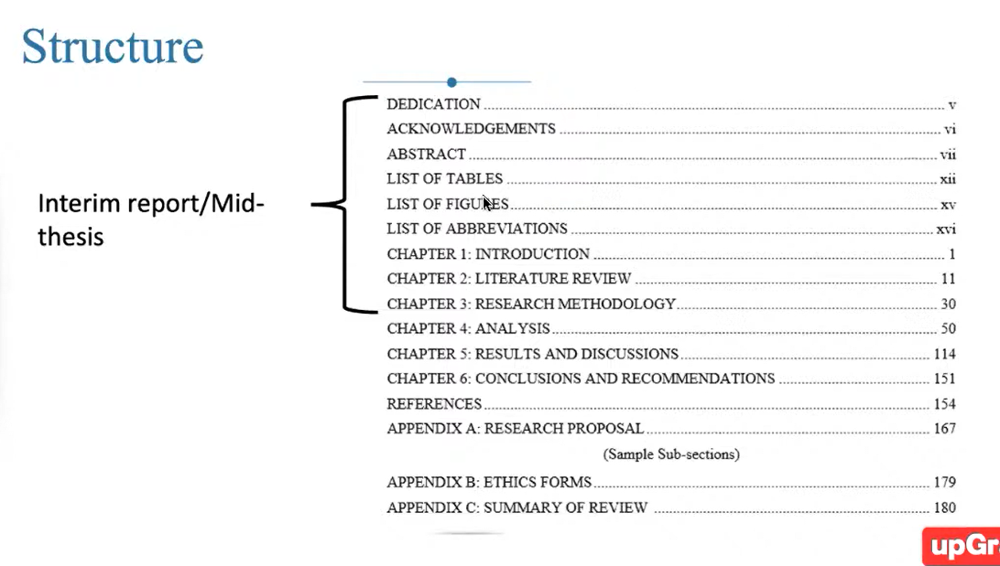 Structure
Interim report/Mid-
thesis
DEDICATION ........ v
ACKNOWLEDGEMENTS ........ vi
ABSTRACT ........ vii
LIST OF TABLES ........ xii
LIST OF FIGURES ........ xv
LIST OF ABBREVIATIONS ........ xvi
CHAPTER 1: INTRODUCTION ........ 1
CHAPTER 2: LITERATURE REVIEW ........ 11
CHAPTER 3: RESEARCH METHODOLOGY ........ 30
CHAPTER 4: ANALYSIS ........ 50
CHAPTER 5: RESULTS AND DISCUSSIONS ........ 114
CHAPTER 6: CONCLUSIONS AND RECOMMENDATIONS ........ 151
REFERENCES ........ 154
APPENDIX A: RESEARCH PROPOSAL ........ 167
(Sample Sub-sections)
APPENDIX B: ETHICS FORMS ........ 179
APPENDIX C: SUMMARY OF REVIEW ........ 180